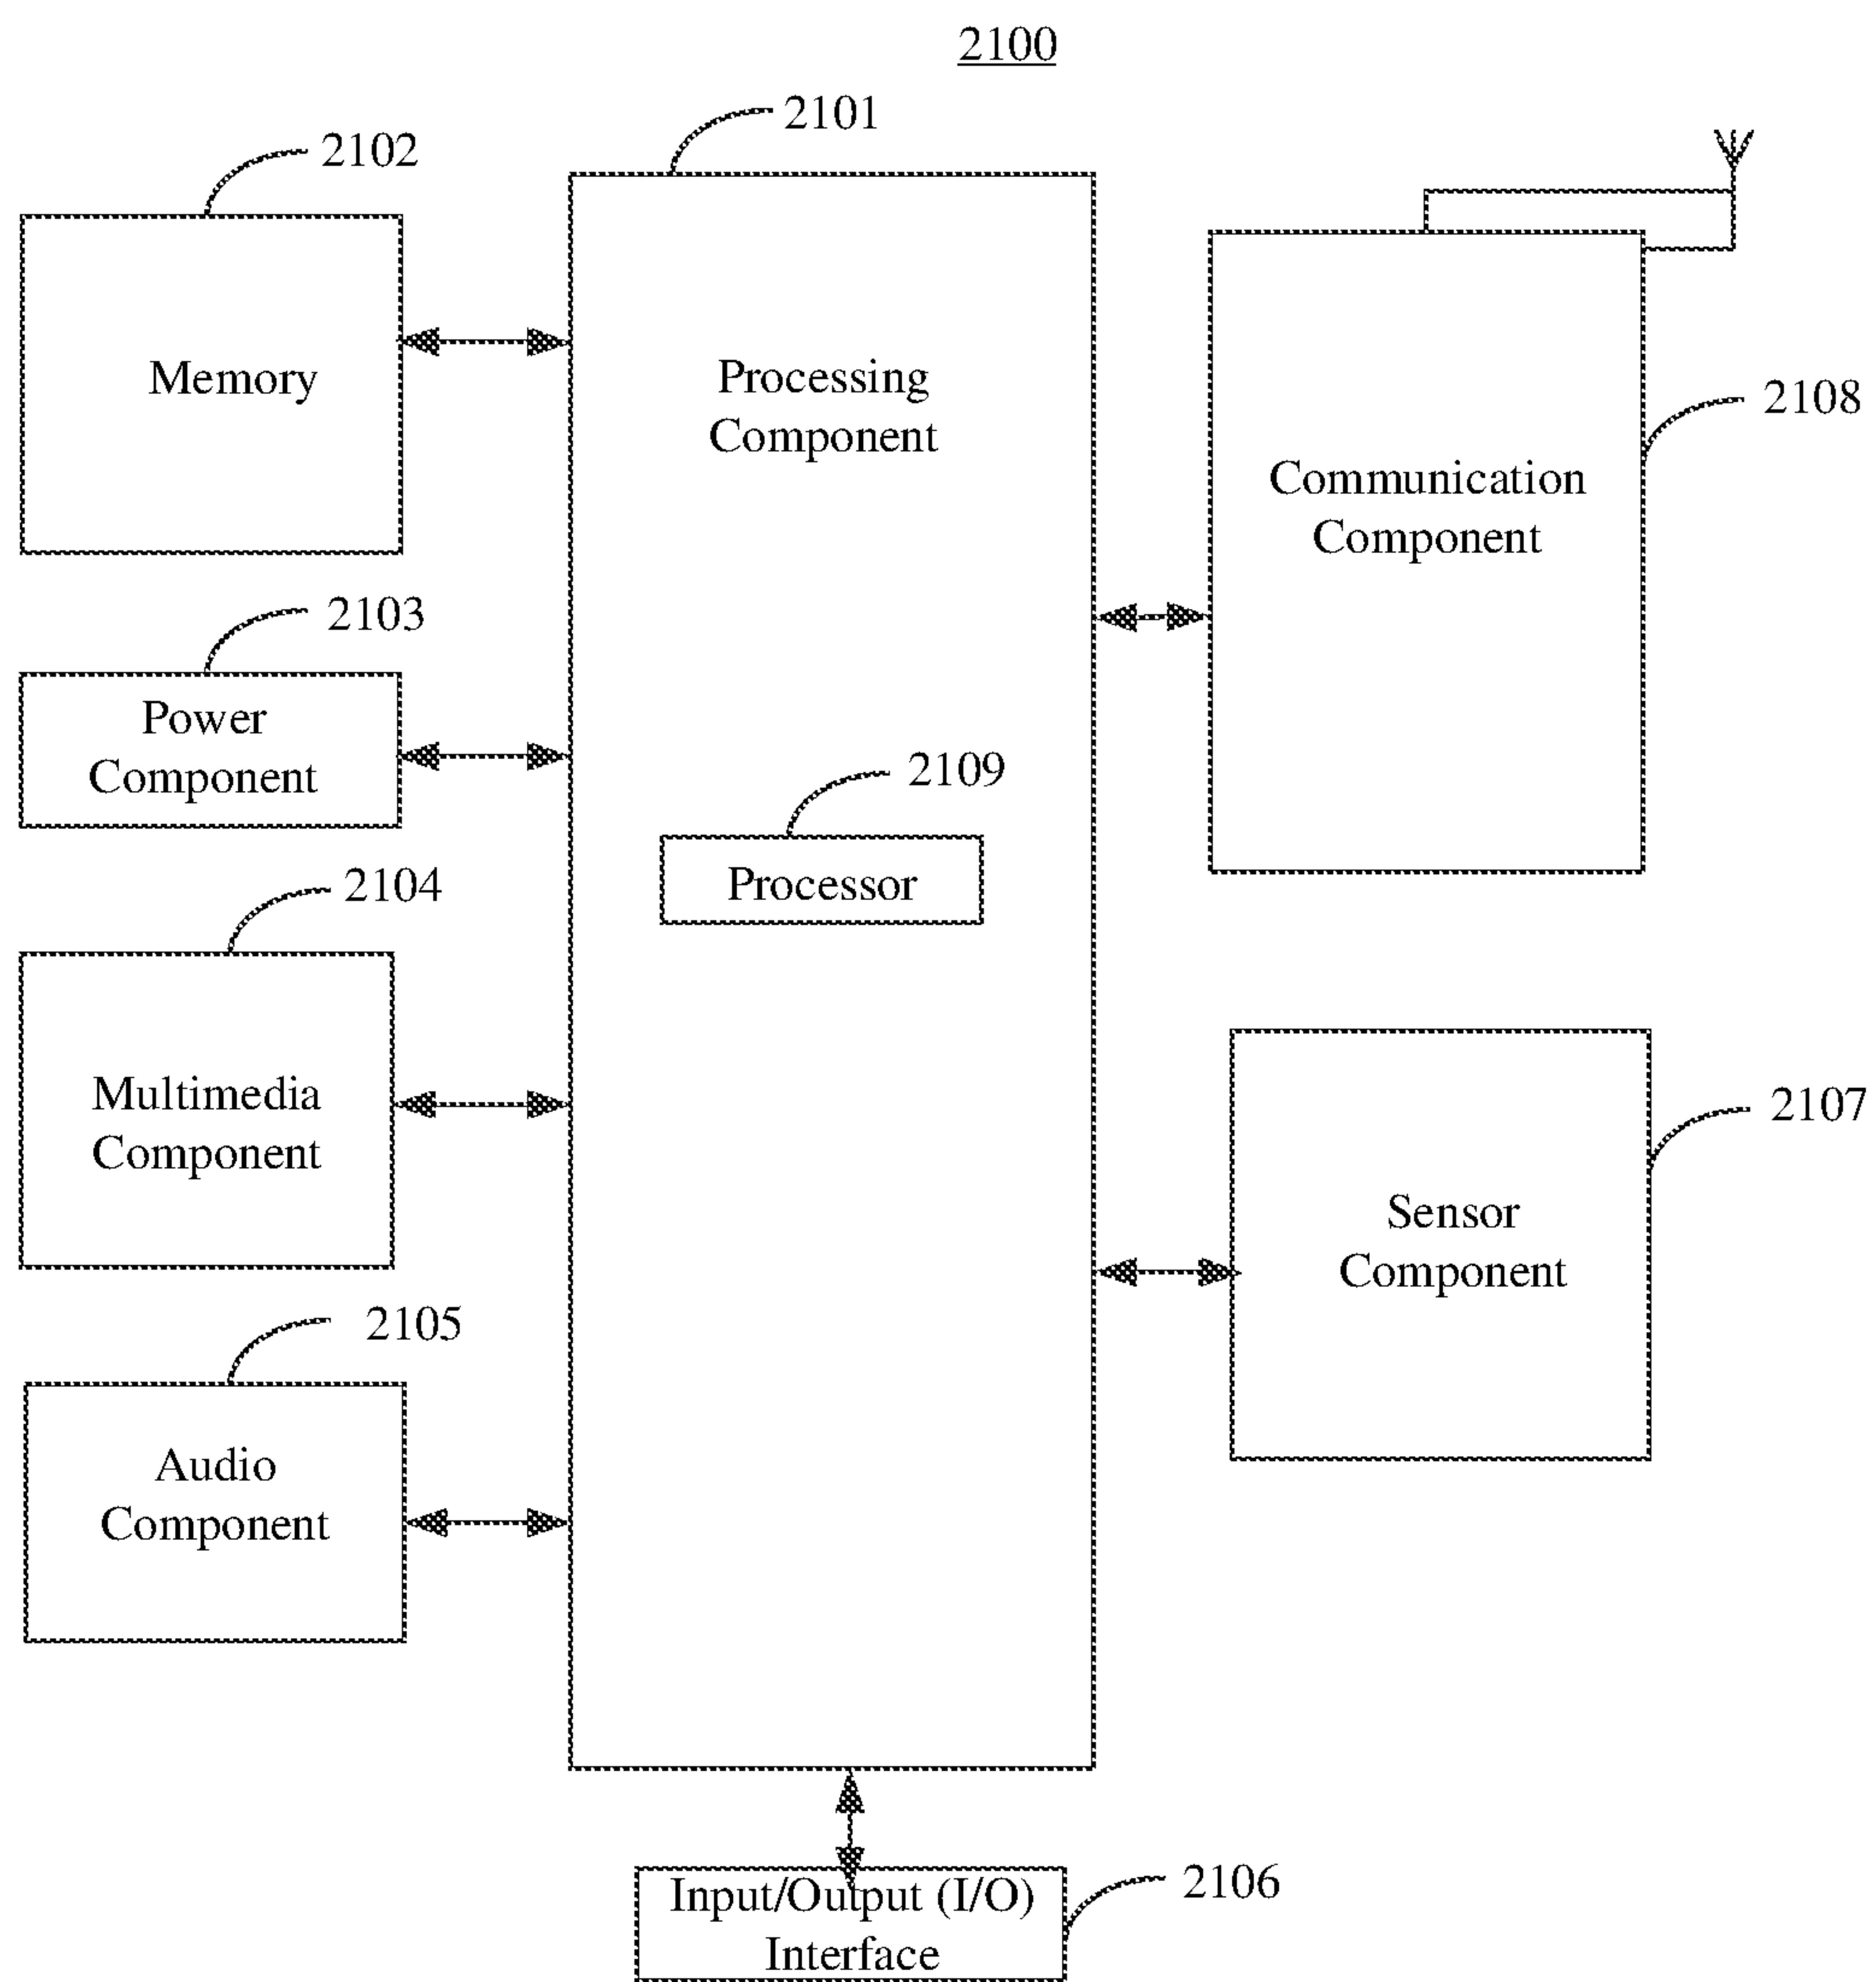 2100
2101
2102
Memory
Processing
Component
2108
Communication
Component
2103
Power
Component
2109
Processor
2104
Multimedia
Component
2107
Sensor
Component
2105
Audio
Component
2106
Input/Output (I/O)
Interface